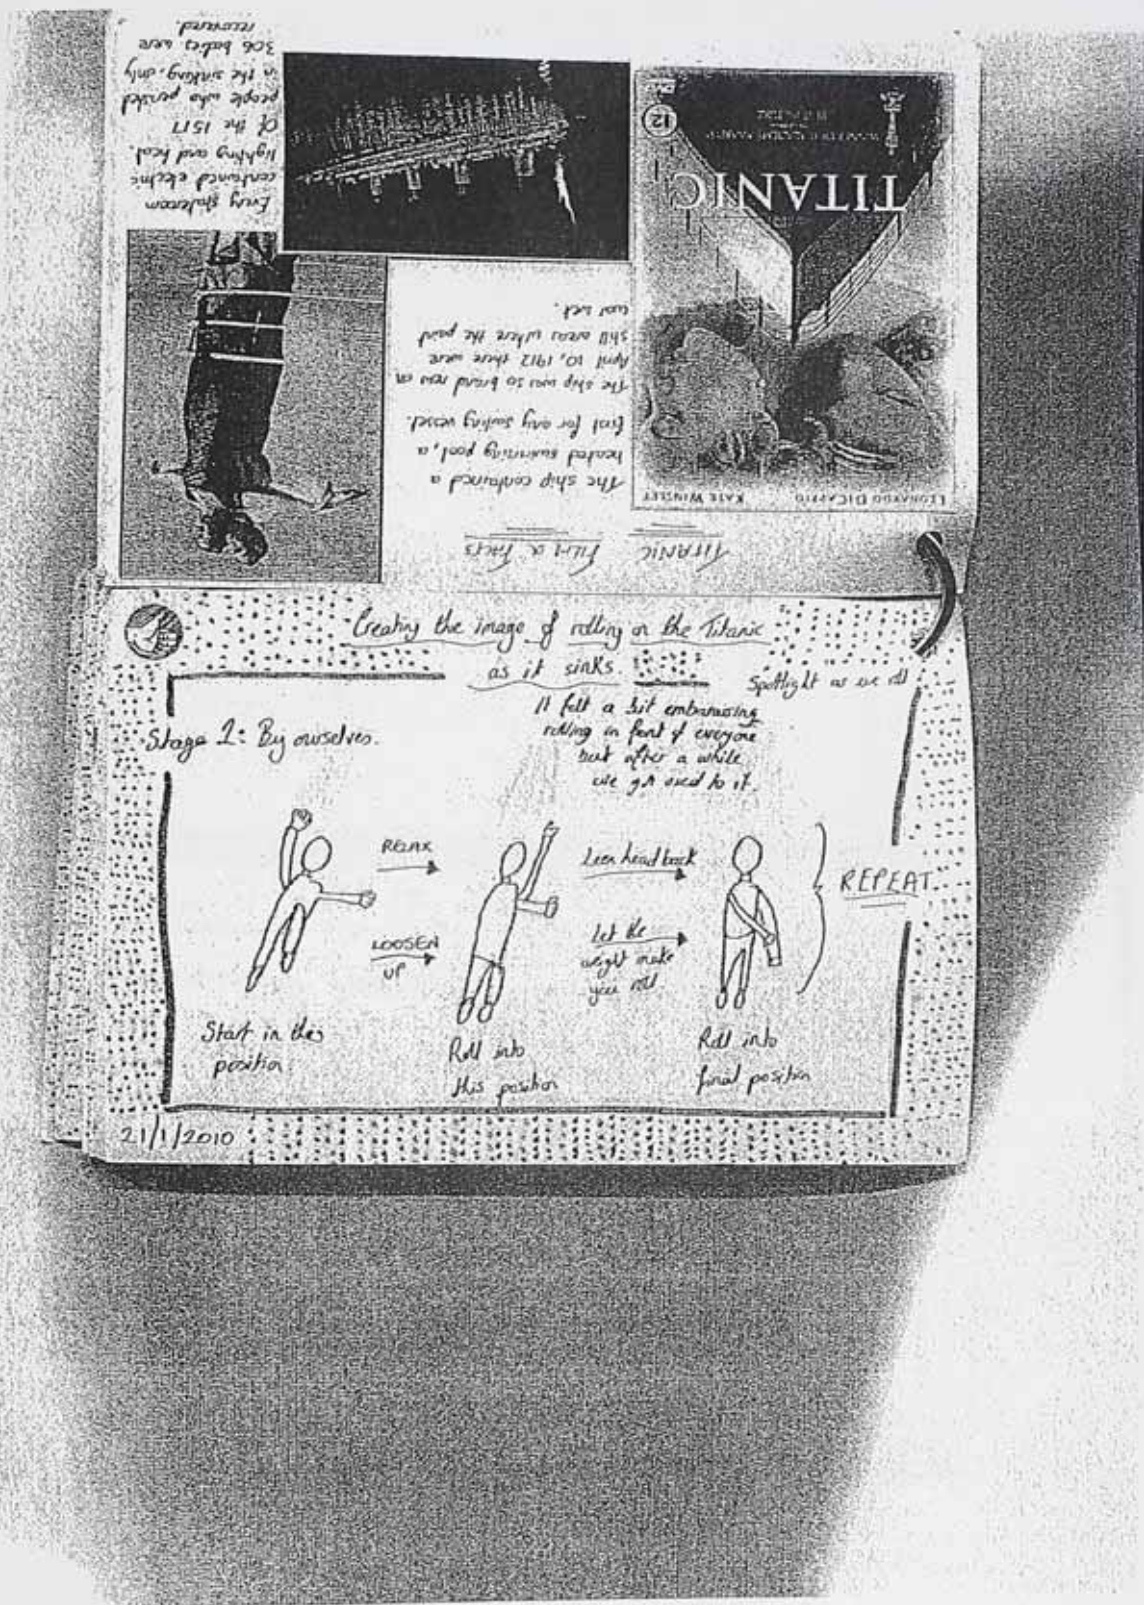 TITANIC FILM & FACTS
LEONARDO DICAPRIO KATE WINSLET
TITANIC
12
DVD
The ship contained a
heated swimming pool, a
first for any sailing vessel.
The ship was so brand new on
April 10, 1912 there were
still areas where the paint
was wet.
Every stateroom
contained electric
lighting and heat.
Of the 1517
people who perished
in the sinking, only
306 bodies were
recovered.
Creating the image of rolling on the Titanic
as it sinks.
Spotlight as we roll
It felt a bit embarrassing
rolling in front of everyone
but after a while
we got used to it.
Stage 1: By ourselves.
RELAX
LOOSEN
UP
Lean head back
Let the
weight make
you roll
REPEAT
Start in this
position
Roll into
this position
Roll into
final position
21/1/2010